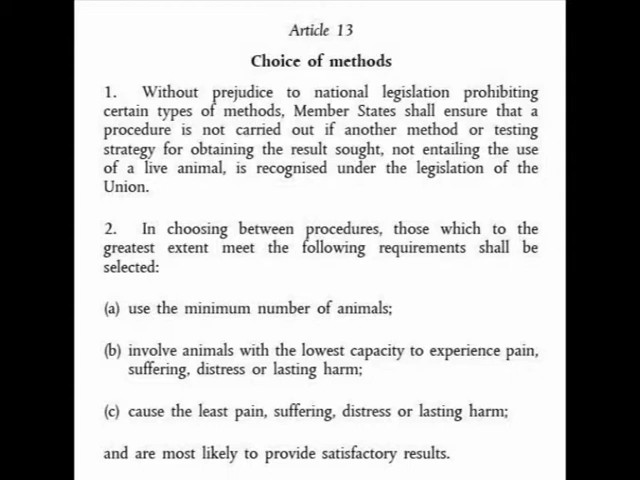 Article 13
Choice of methods
1. Without prejudice to national legislation prohibiting
certain types of methods, Member States shall ensure that a
procedure is not carried out if another method or testing
strategy for obtaining the result sought, not entailing the use
of a live animal, is recognised under the legislation of the
Union.
2. In choosing between procedures, those which to the
greatest extent meet the following requirements shall be
selected:
(a) use the minimum number of animals;
(b) involve animals with the lowest capacity to experience pain,
suffering, distress or lasting harm;
(c) cause the least pain, suffering, distress or lasting harm;
and are most likely to provide satisfactory results.